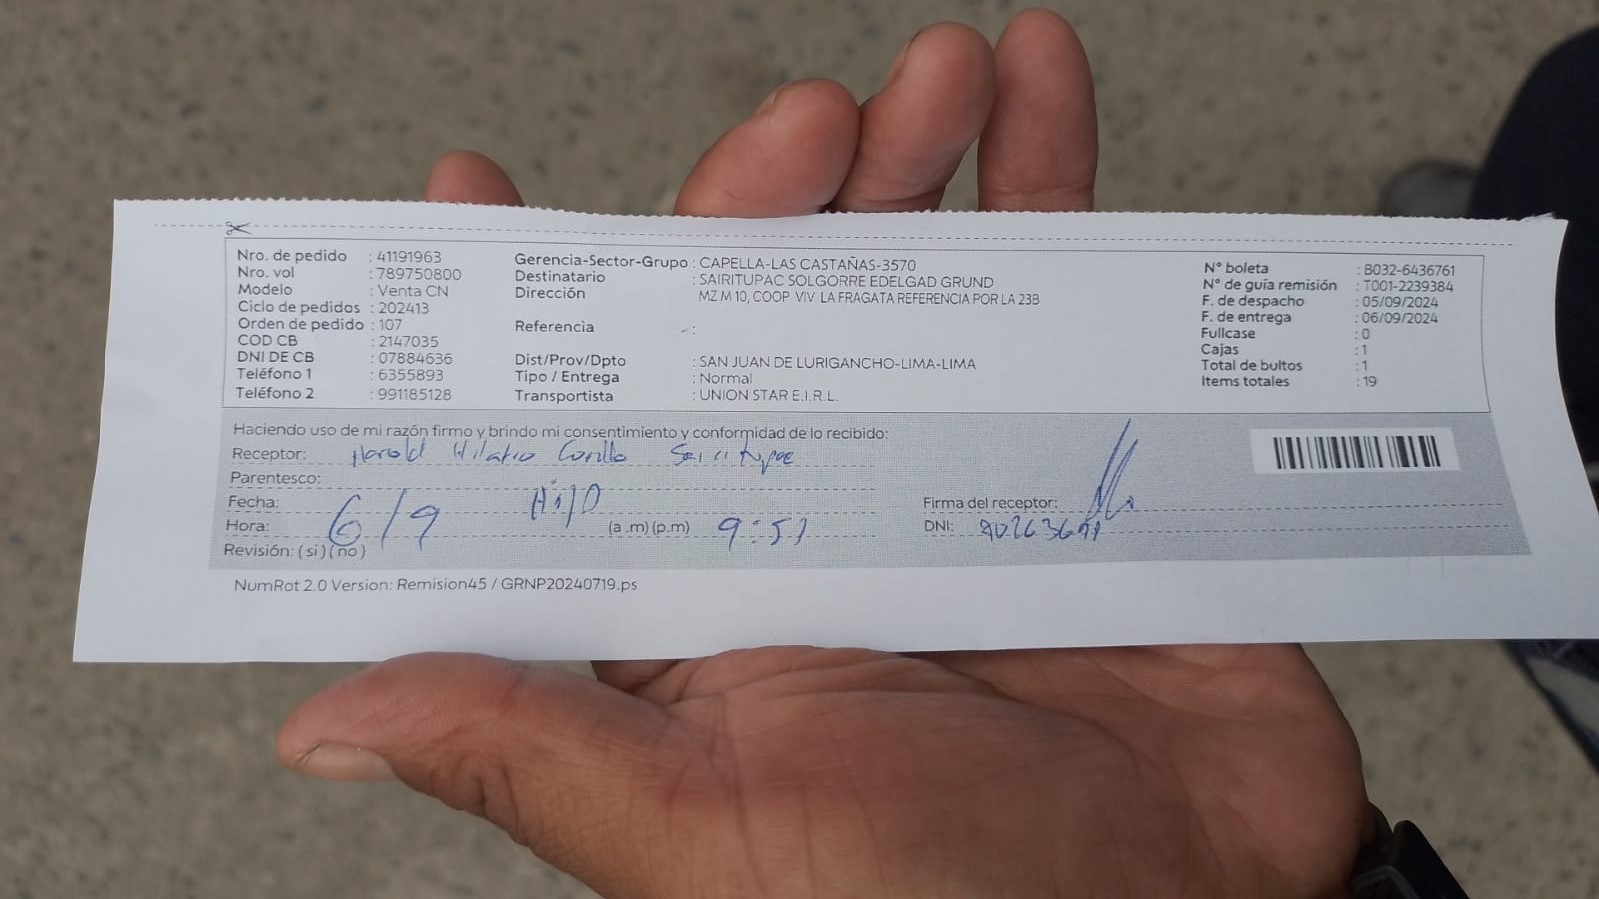 Nro. de pedido : 41191963
Nro. vol : 789750800
Modelo : Venta CN
Ciclo de pedidos : 202413
Orden de pedido : 107
COD CB : 2147035
DNI DE CB : 07884636
Teléfono 1 : 6355893
Teléfono 2 : 991185128
Gerencia-Sector-Grupo : CAPELLA-LAS CASTAÑAS-3570
Destinatario : SAIRITUPAC SOLGORRE EDELGAD GRUND
Dirección MZ M 10, COOP VIV LA FRAGATA REFERENCIA POR LA 23B
Referencia :
Dist/Prov/Dpto : SAN JUAN DE LURIGANCHO-LIMA-LIMA
Tipo / Entrega : Normal
Transportista : UNION STAR E.I.R.L.
N° boleta : B032-6436761
N° de guía remisión : T001-2239384
F. de despacho : 05/09/2024
F. de entrega : 06/09/2024
Fullcase : 0
Cajas : 1
Total de bultos : 1
Items totales : 19
Haciendo uso de mi razón firmo y brindo mi consentimiento y conformidad de lo recibido:
Receptor: Harold
Parentesco: Hijo
Fecha: 6/9
Hora: (a.m) (p.m) 9:51
Revisión: (si) (no)
Firma del receptor:
DNI:
NumRot 2.0 Version: Remision45 / GRNP20240719.ps